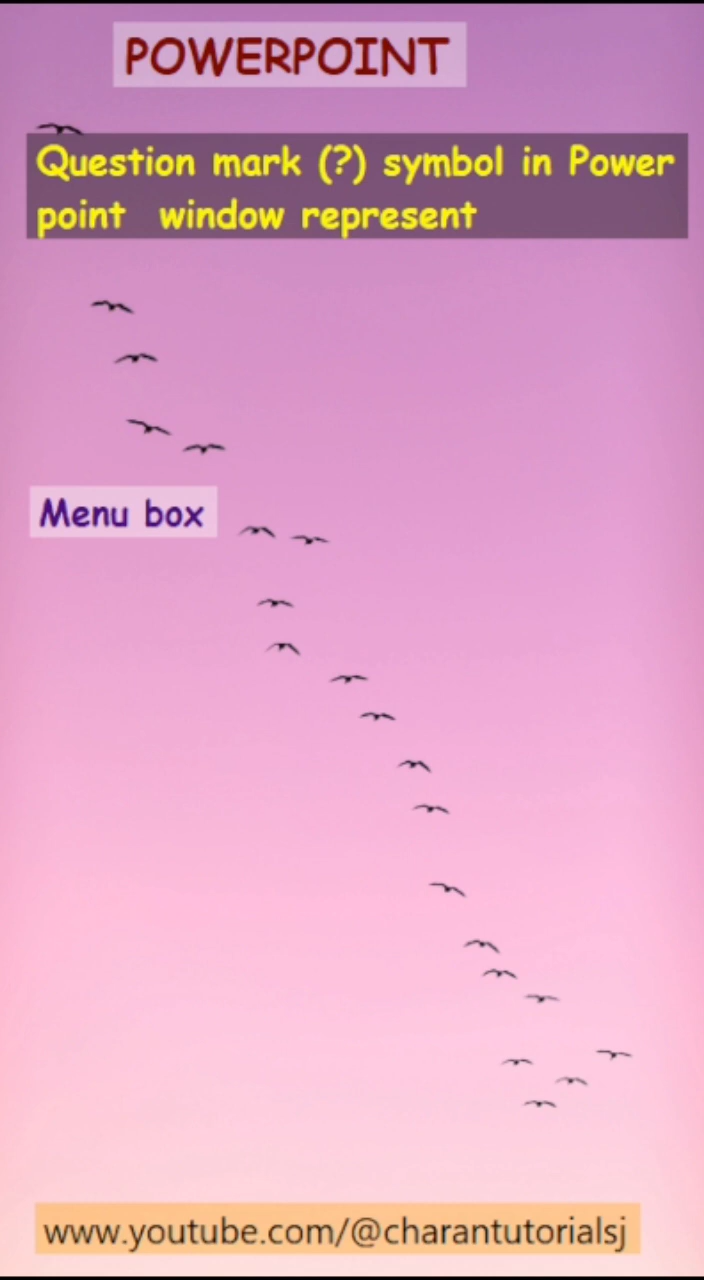 POWERPOINT
Question mark (?) symbol in Power
point window represent
Menu box
www.youtube.com/@charantutorialsj